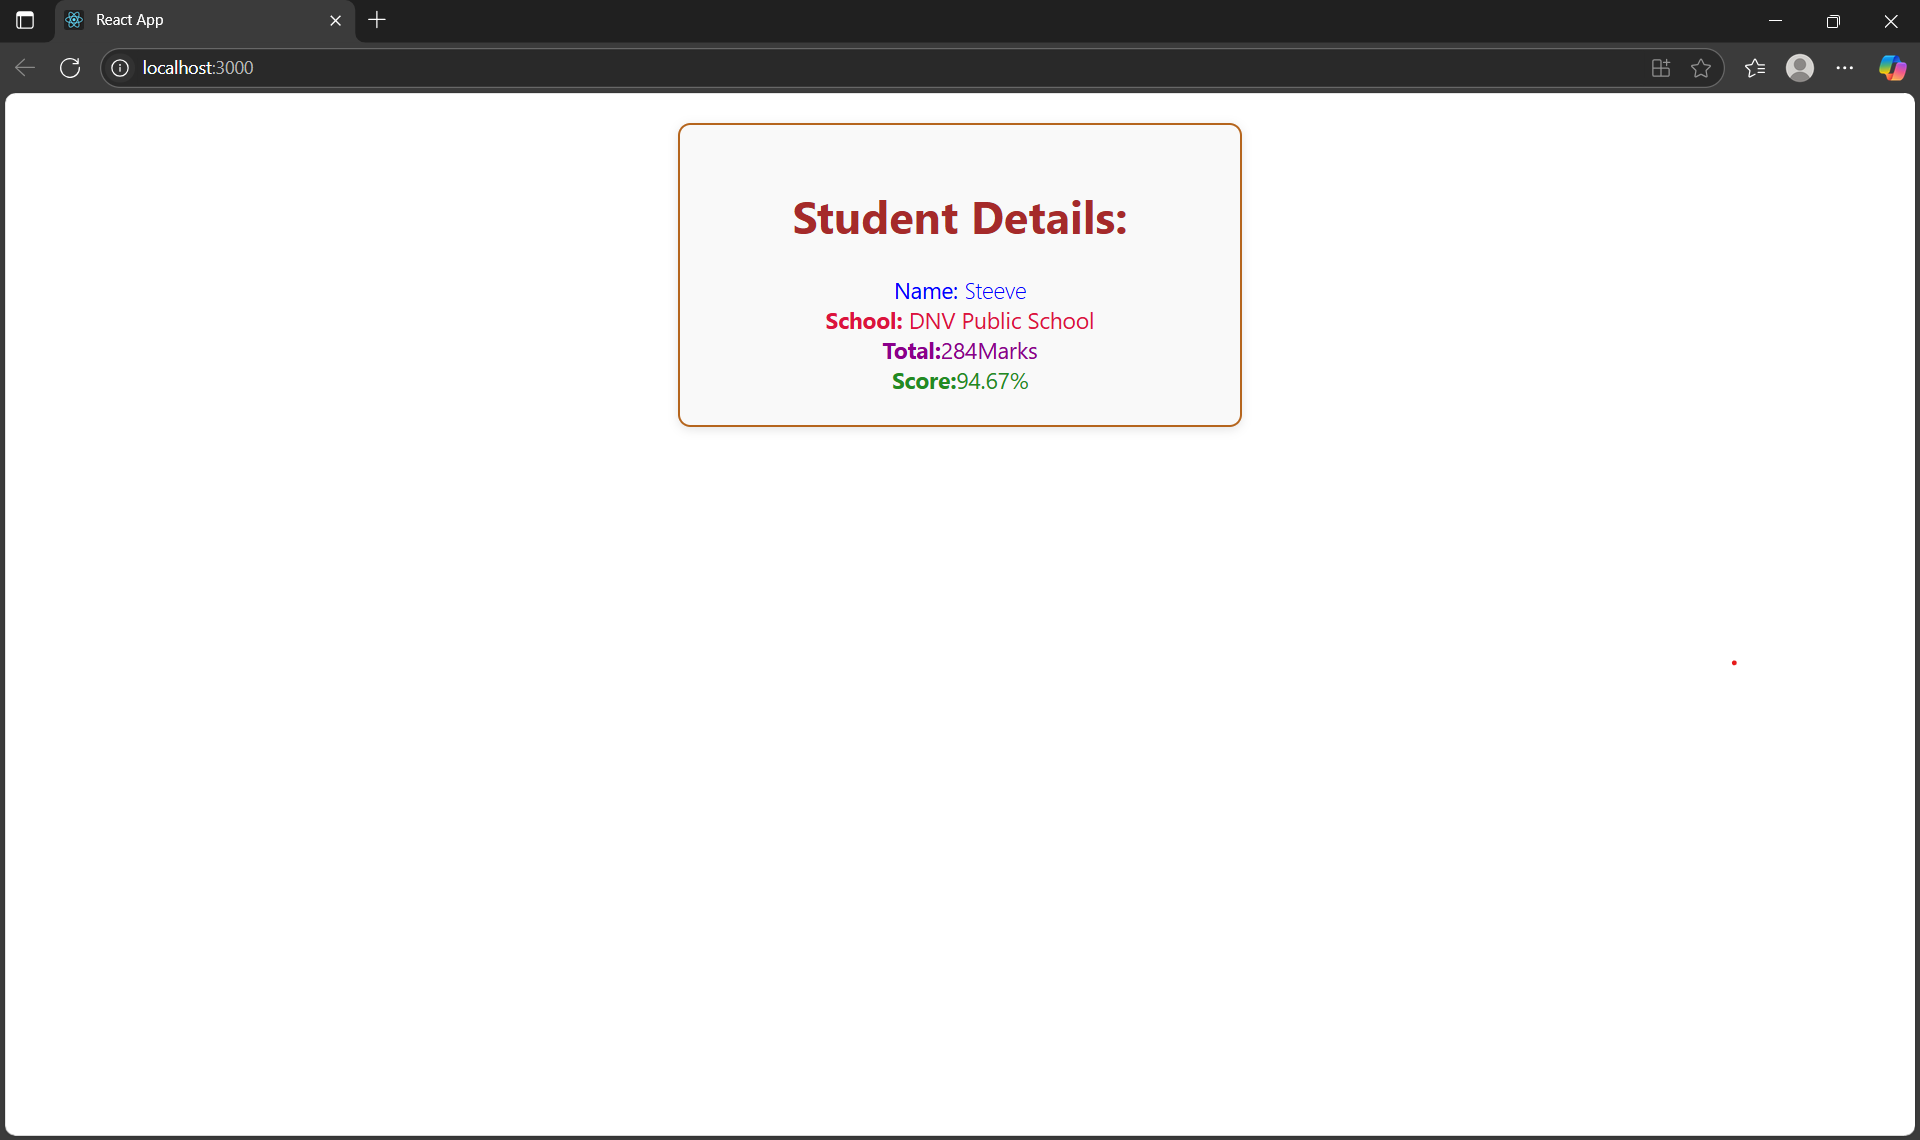 React App
localhost:3000
Student Details:
Name: Steeve
School: DNV Public School
Total:284Marks
Score:94.67%